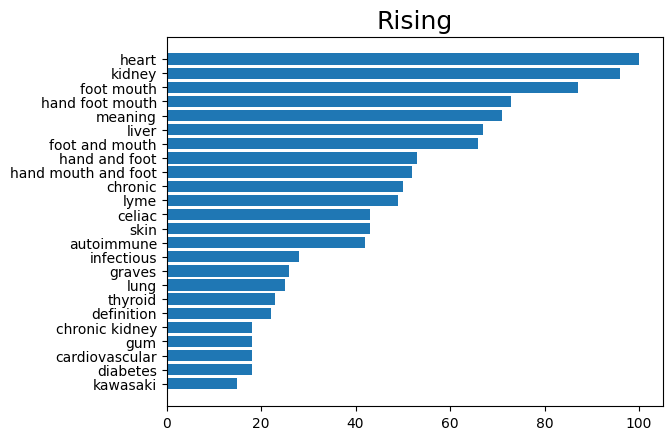 Rising
heart
kidney
foot mouth
hand foot mouth
meaning
liver
foot and mouth
hand and foot
hand mouth and foot
chronic
lyme
celiac
skin
autoimmune
infectious
graves
lung
thyroid
definition
chronic kidney
gum
cardiovascular
diabetes
kawasaki
0 20 40 60 80 100